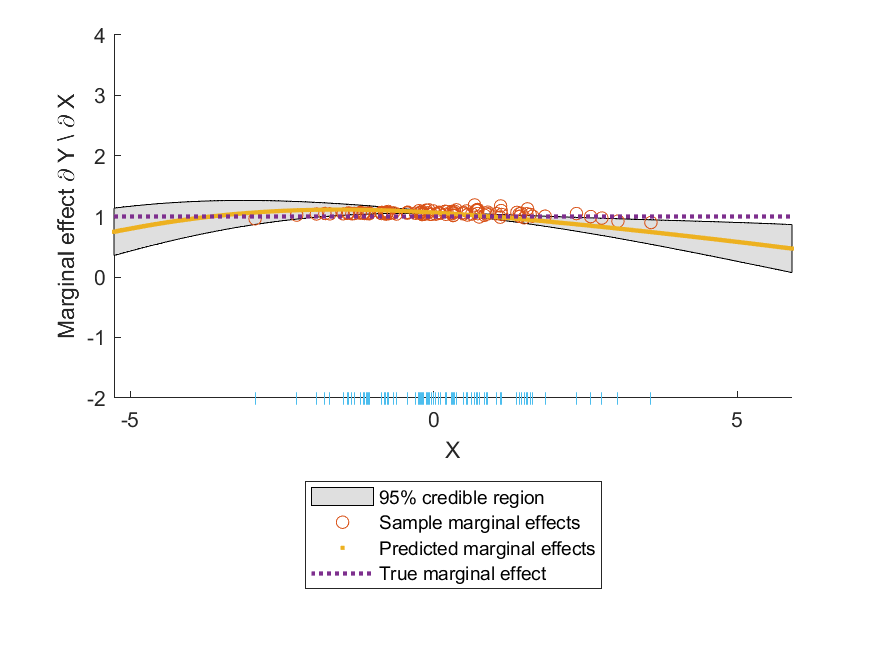 4
3
2
1
0
-1
-2
Marginal effect ∂ Y \ ∂ X
-5
0
5
X
95% credible region
Sample marginal effects
Predicted marginal effects
True marginal effect